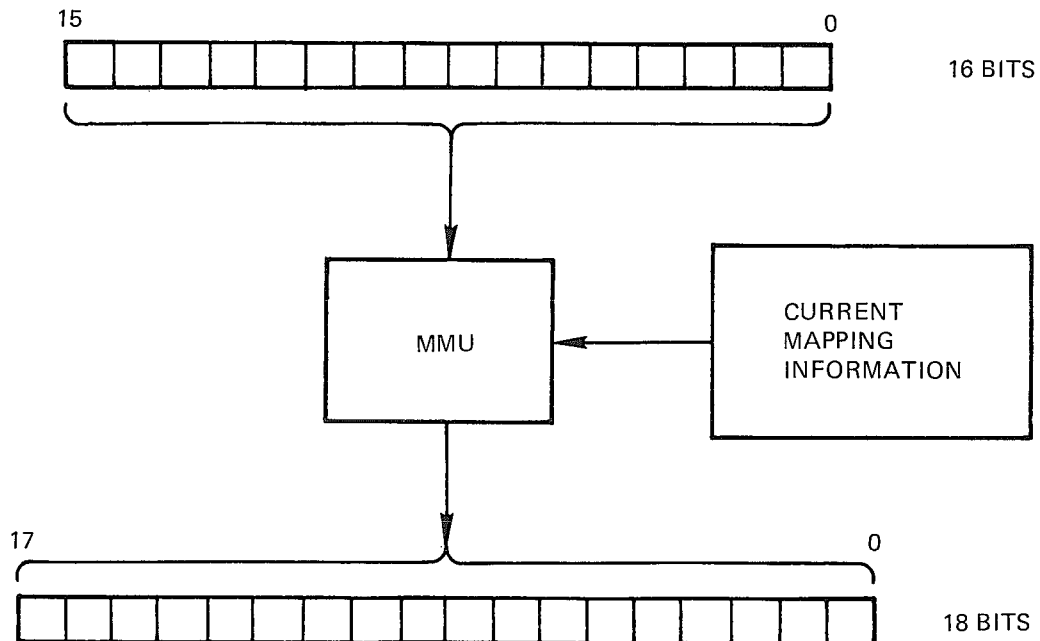 15 0
16 BITS
MMU
CURRENT
MAPPING
INFORMATION
17 0
18 BITS